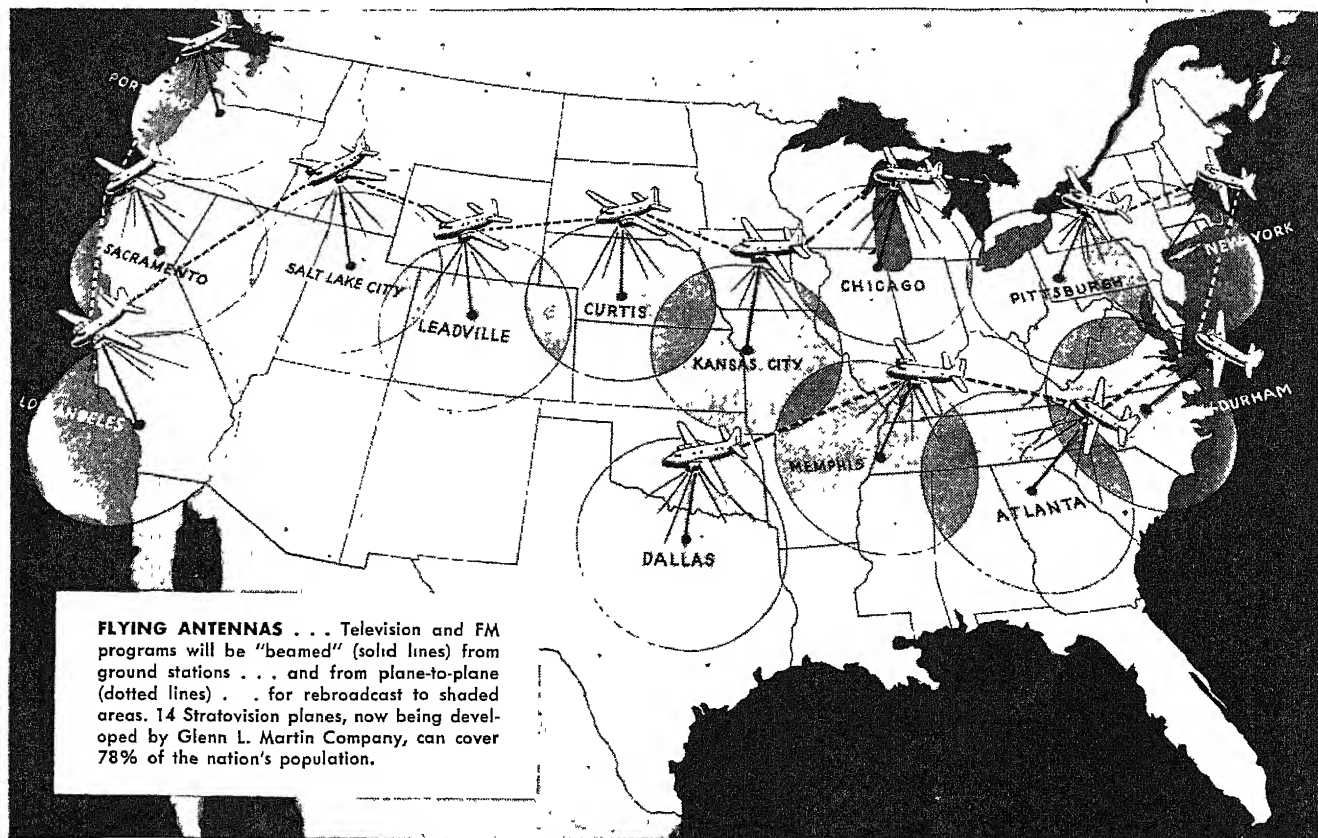 POR
SACRAMENTO
SALT LAKE CITY
LEADVILLE
CURTIS
KANSAS CITY
CHICAGO
PITTSBURGH
NEW YORK
LO NGELES
MEMPHIS
ATLANTA
DURHAM
DALLAS
FLYING ANTENNAS . . . Television and FM
programs will be "beamed" (solid lines) from
ground stations . . . and from plane-to-plane
(dotted lines) . . for rebroadcast to shaded
areas. 14 Stratovision planes, now being devel-
oped by Glenn L. Martin Company, can cover
78% of the nation's population.